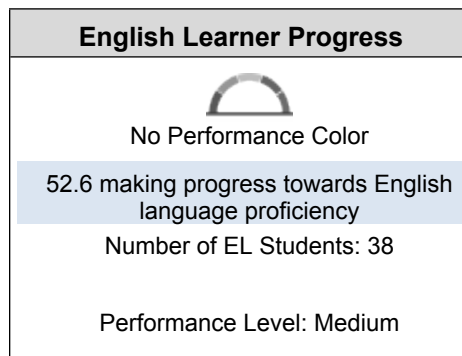 English Learner Progress
No Performance Color
52.6 making progress towards English
language proficiency
Number of EL Students: 38
Performance Level: Medium